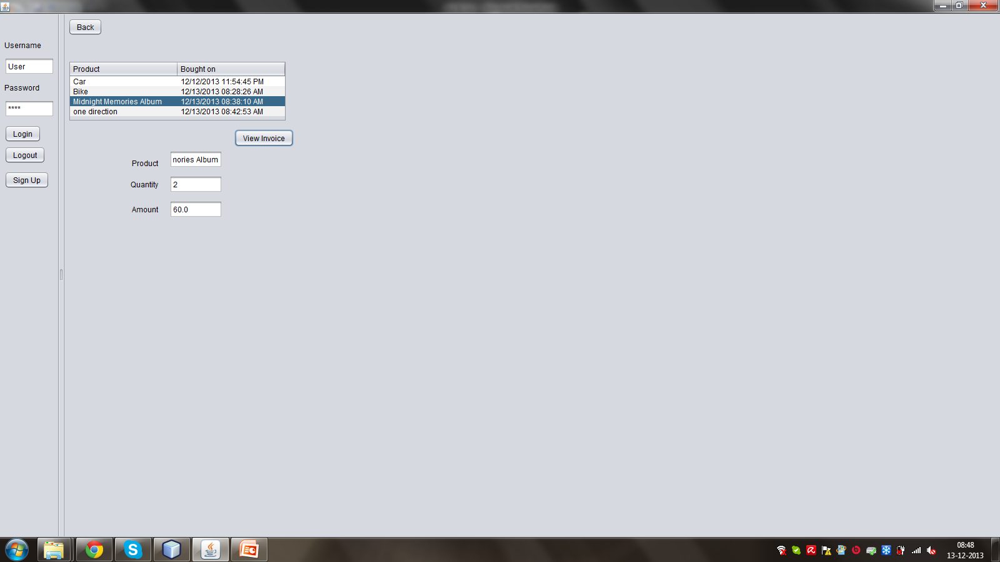 Back
Username
User
Password
****
Login
Logout
Sign Up
Product Bought on
Car 12/12/2013 11:54:45 PM
Bike 12/13/2013 08:28:26 AM
Midnight Memories Album 12/13/2013 08:38:10 AM
one direction 12/13/2013 08:42:53 AM
View Invoice
Product nories Album
Quantity 2
Amount 60.0
08:48
13-12-2013